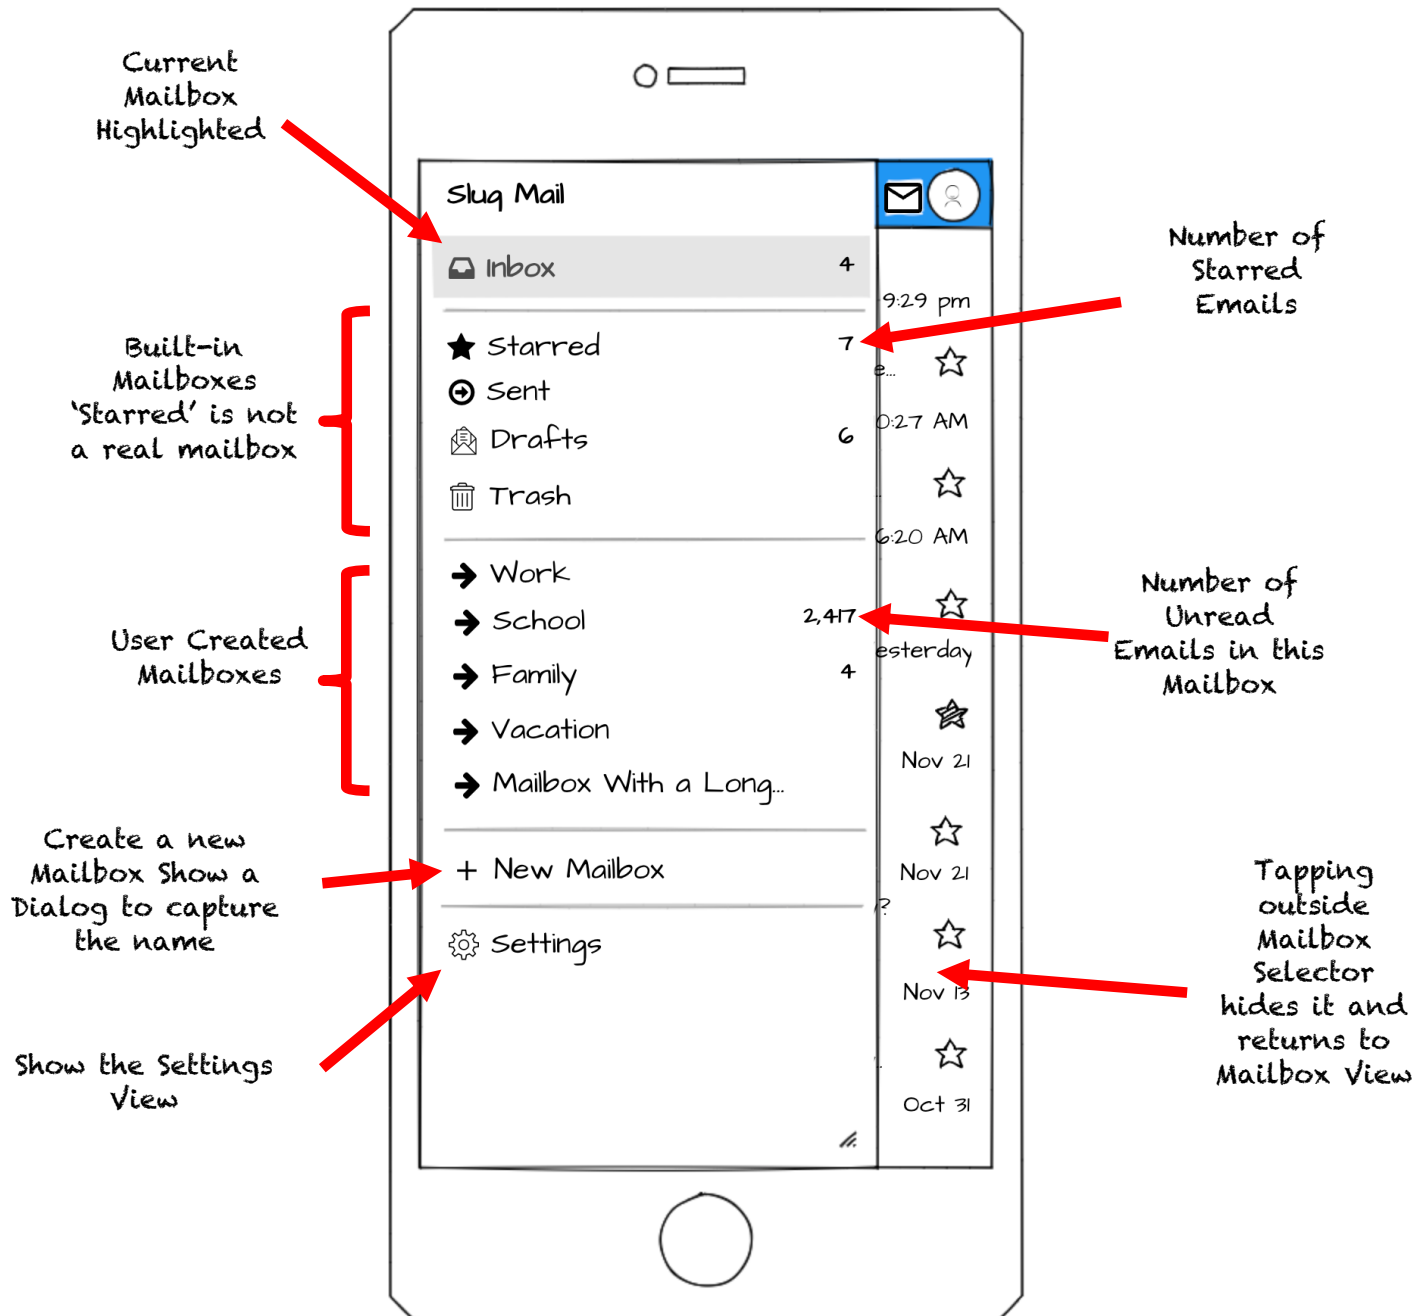 Current
Mailbox
Highlighted
Slug Mail
Inbox 4
Number of
Starred
Emails
9:29 pm
Built-in
Mailboxes
‘Starred’ is not
a real mailbox
Starred 7
e...
Sent
0:27 AM
Drafts 6
Trash
6:20 AM
Work
School 2,417
Number of
Unread
Emails in this
Mailbox
User Created
Mailboxes
esterday
Family 4
Vacation
Nov 21
Mailbox With a Long...
Create a new
Mailbox Show a
Dialog to capture
the name
New Mailbox
Nov 21
?
Tapping
outside
Mailbox
Selector
hides it and
returns to
Mailbox View
Settings
Nov 13
Show the Settings
View
Oct 31